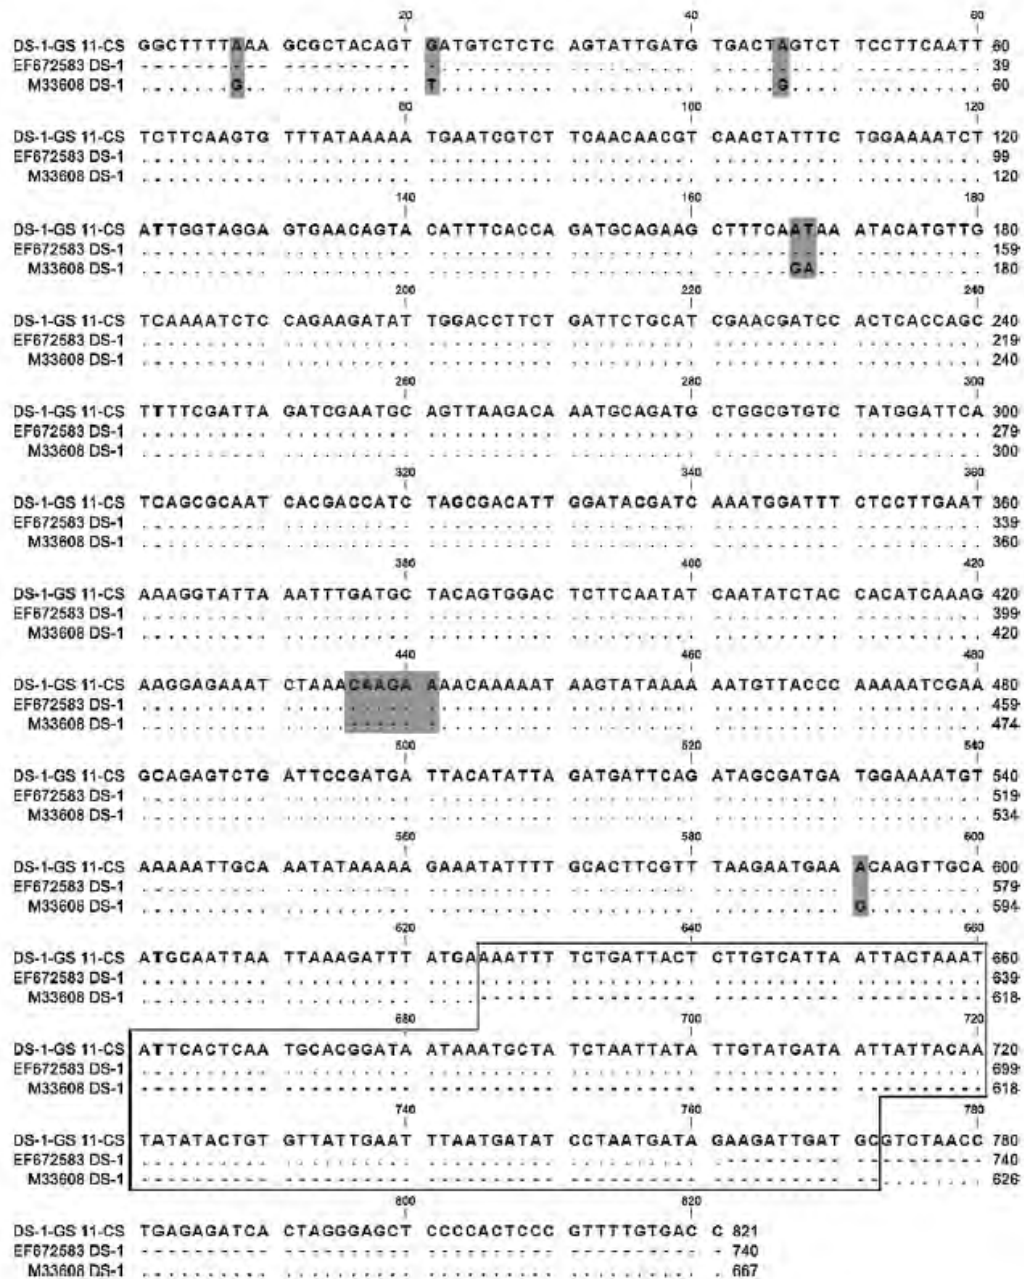 20 40 60
DS-1-GS 11-CS GGCTTTTAAA GCGCTACAGT GATGTCTCTC AGTATTGATG TGACTAGTCT TCCTTCAATT 60
EF672583 DS-1 ---------- ---------- -......... .......... .......... .......... 39
M33608 DS-1 .......G.. .......... T......... .......... .....G.... .......... 60
80 100 120
DS-1-GS 11-CS TCTTCAAGTG TTTATAAAAA TGAATCGTCT TCAACAACGT CAACTATTTC TGGAAAATCT 120
EF672583 DS-1 .......... .......... .......... .......... .......... .......... 99
M33608 DS-1 .......... .......... .......... .......... .......... .......... 120
140 160 180
DS-1-GS 11-CS ATTGGTAGGA GTGAACAGTA CATTTCACCA GATGCAGAAG CTTTCAATAA ATACATGTTG 180
EF672583 DS-1 .......... .......... .......... .......... .......... .......... 159
M33608 DS-1 .......... .......... .......... .......... ......GA.. .......... 180
200 220 240
DS-1-GS 11-CS TCAAAATCTC CAGAAGATAT TGGACCTTCT GATTCTGCAT CGAACGATCC ACTCACCAGC 240
EF672583 DS-1 .......... .......... .......... .......... .......... .......... 219
M33608 DS-1 .......... .......... .......... .......... .......... .......... 240
260 280 300
DS-1-GS 11-CS TTTTCGATTA GATCGAATGC AGTTAAGACA AATGCAGATG CTGGCGTGTC TATGGATTCA 300
EF672583 DS-1 .......... .......... .......... .......... .......... .......... 279
M33608 DS-1 .......... .......... .......... .......... .......... .......... 300
320 340 360
DS-1-GS 11-CS TCAGCGCAAT CACGACCATC TAGCGACATT GGATACGATC AAATGGATTT CTCCTTGAAT 360
EF672583 DS-1 .......... .......... .......... .......... .......... .......... 339
M33608 DS-1 .......... .......... .......... .......... .......... .......... 360
380 400 420
DS-1-GS 11-CS AAAGGTATTA AATTTGATGC TACAGTGGAC TCTTCAATAT CAATATCTAC CACATCAAAG 420
EF672583 DS-1 .......... .......... .......... .......... .......... .......... 399
M33608 DS-1 .......... .......... .......... .......... .......... .......... 420
440 460 480
DS-1-GS 11-CS AAGGAGAAAT CTAAACAAGA AAACAAAAAT AAGTATAAAA AATGTTACCC AAAAATCGAA 480
EF672583 DS-1 .......... .......... .......... .......... .......... .......... 459
M33608 DS-1 .......... .....----- -......... .......... .......... .......... 474
500 520 540
DS-1-GS 11-CS GCAGAGTCTG ATTCCGATGA TTACATATTA GATGATTCAG ATAGCGATGA TGGAAAATGT 540
EF672583 DS-1 .......... .......... .......... .......... .......... .......... 519
M33608 DS-1 .......... .......... .......... .......... .......... .......... 534
560 580 600
DS-1-GS 11-CS AAAAATTGCA AATATAAAAA GAAATATTTT GCACTTCGTT TAAGAATGAA ACAAGTTGCA 600
EF672583 DS-1 .......... .......... .......... .......... .......... .......... 579
M33608 DS-1 .......... .......... .......... .......... .......... G......... 594
620 640 660
DS-1-GS 11-CS ATGCAATTAA TTAAAGATTT ATGAAAATTT TCTGATTACT CTTGTCATTA ATTACTAAAT 660
EF672583 DS-1 .......... .......... .......... .......... .......... .......... 639
M33608 DS-1 .......... .......... ....------ ---------- ---------- ---------- 618
680 700 720
DS-1-GS 11-CS ATTCACTCAA TGCACGGATA ATAAATGCTA TCTAATTATA TTGTATGATA ATTATTACAA 720
EF672583 DS-1 .......... .......... .......... .......... .......... .......... 699
M33608 DS-1 ---------- ---------- ---------- ---------- ---------- ---------- 618
740 760 780
DS-1-GS 11-CS TATATACTGT GTTATTGAAT TTAATGATAT CCTAATGATA GAAGATTGAT GCGTCTAACC 780
EF672583 DS-1 .......... .......... .......... .......... .--------- ---------- 740
M33608 DS-1 ---------- ---------- ---------- ---------- ---------- --........ 626
800 820
DS-1-GS 11-CS TGAGAGATCA CTAGGGAGCT CCCCACTCCC GTTTTGTGAC C 821
EF672583 DS-1 ---------- ---------- ---------- ---------- - 740
M33608 DS-1 .......... .......... .......... .......... . 667